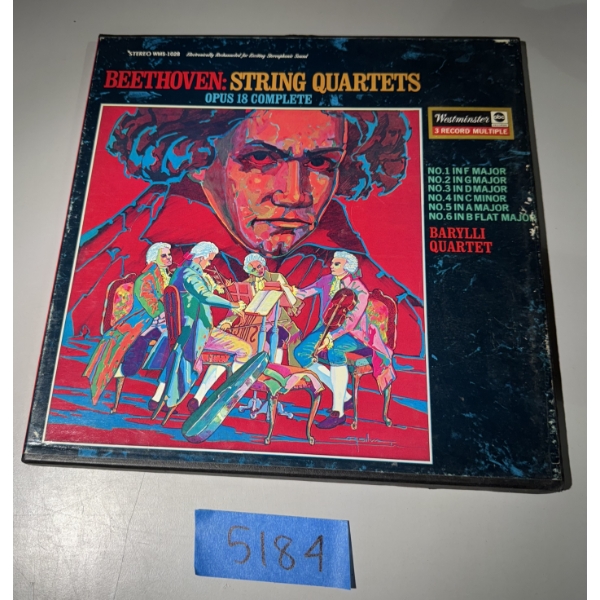 STEREO WMS-1028 Electronically Rechanneled for Exciting Stereophonic Sound
BEETHOVEN: STRING QUARTETS
OPUS 18 COMPLETE
Westminster abc
3 RECORD MULTIPLE
NO.1 IN F MAJOR
NO.2 IN G MAJOR
NO.3 IN D MAJOR
NO.4 IN C MINOR
NO.5 IN A MAJOR
NO.6 IN B FLAT MAJOR
BARYLLI
QUARTET
5184